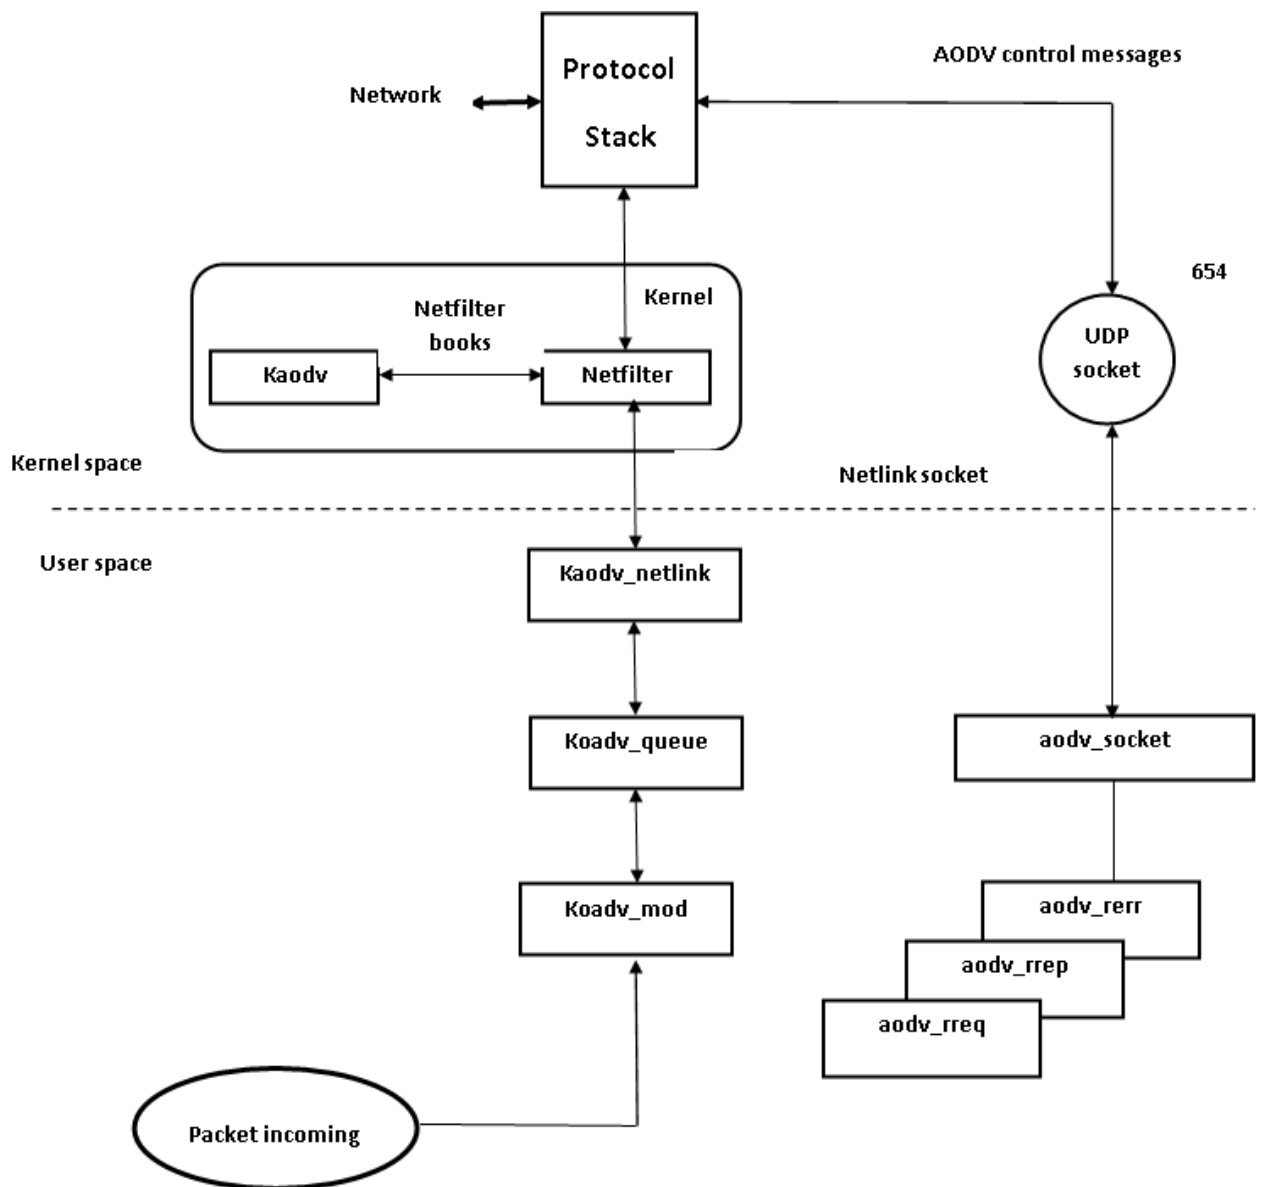 AODV control messages
Protocol
Stack
Network
654
Kernel
Netfilter
books
UDP
socket
Kaodv
Netfilter
Kernel space
Netlink socket
User space
Kaodv_netlink
Koadv_queue
aodv_socket
Koadv_mod
aodv_rerr
aodv_rrep
aodv_rreq
Packet incoming